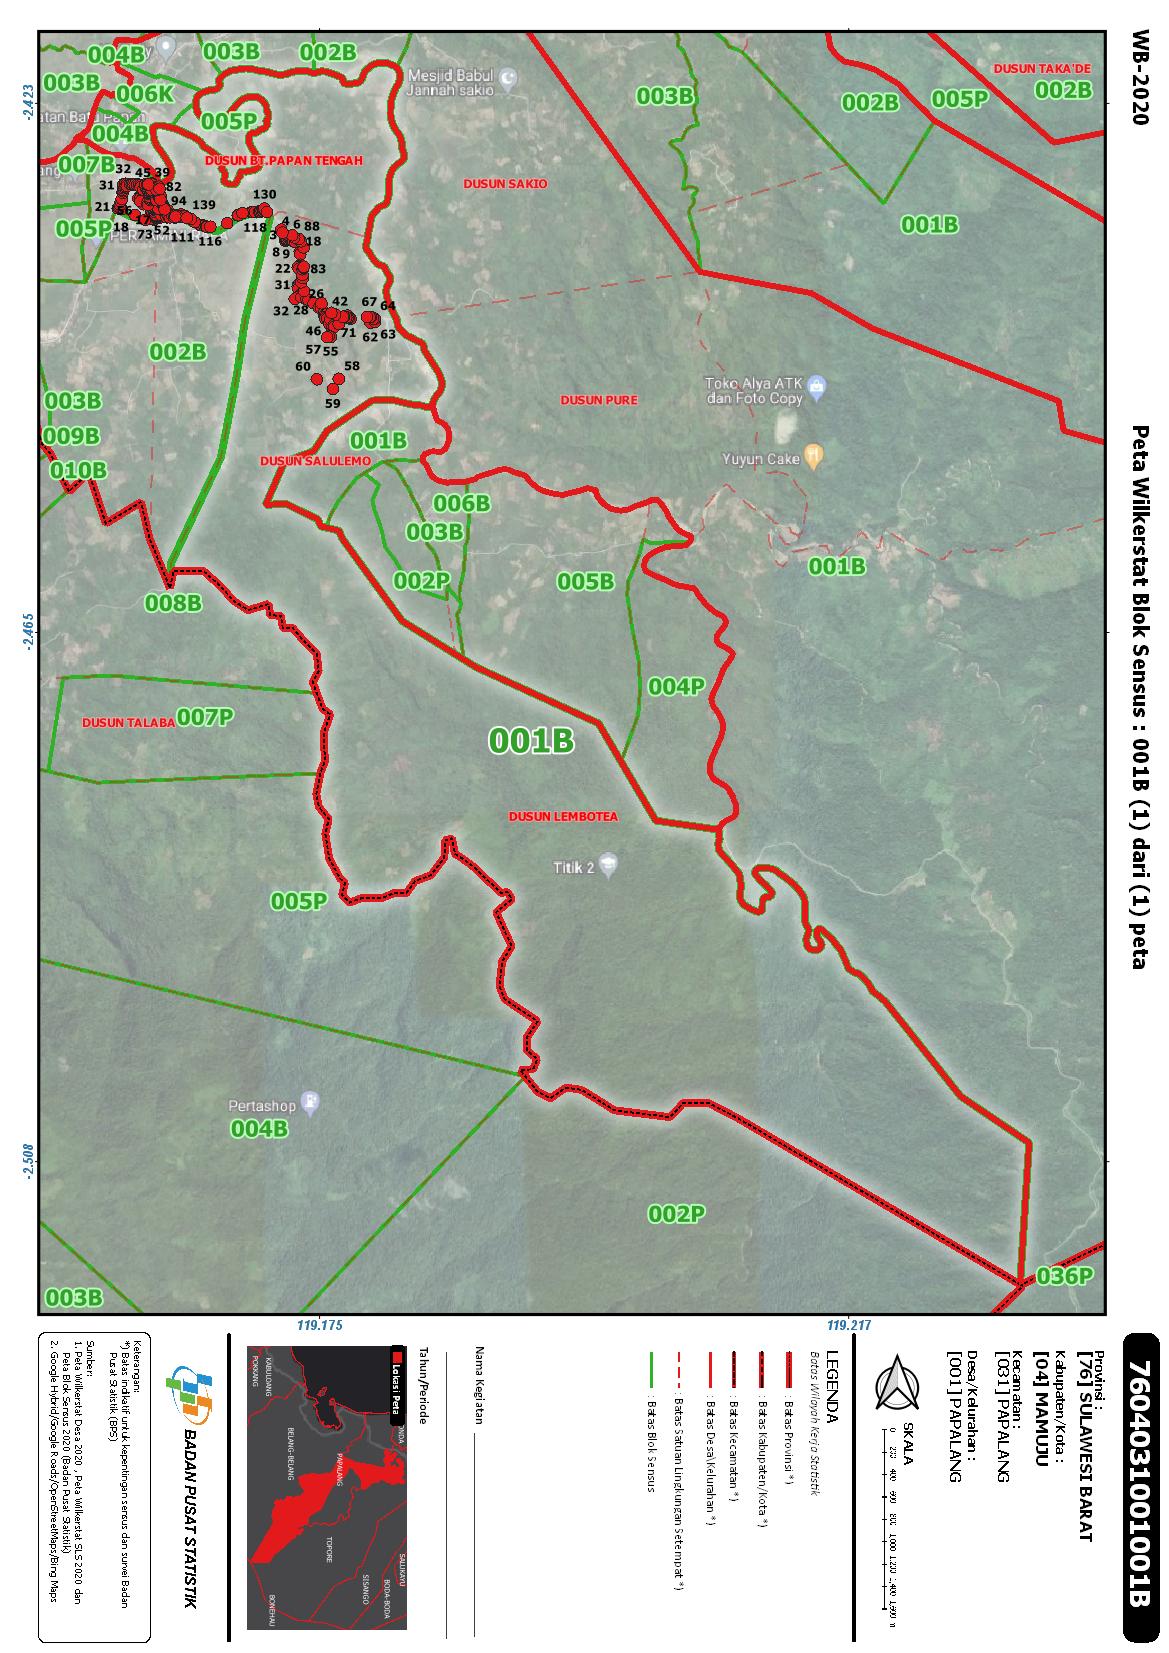 WB-2020
Peta Wilkerstat Blok Sensus : 001B (1) dari (1) peta
004B
003B
002B
003B
006K
004B
005P
007B
005P
DUSUN BT.PAPAN TENGAH
Mesjid Babul
Jannah sakio
DUSUN SAKIO
003B
002B
005P
DUSUN TAKA'DE
002B
001B
32
45
39
31
82
21
94
139
130
18
73
52
111
116
118
3
4
6
88
18
8
9
22
83
31
26
32
28
42
67
64
46
71
62
63
57
55
60
58
59
002B
003B
009B
010B
001B
DUSUN SALULEMO
DUSUN PURE
Toko Alya ATK
dan Foto Copy
Yuyun Cake
006B
003B
002P
005B
001B
008B
004P
DUSUN TALABA
007P
001B
DUSUN LEMBOTEA
Titik 2
005P
Pertashop
004B
002P
036P
003B
-2.423
-2.465
-2.508
119.175
119.217
7604031001001B
Provinsi :
[76] SULAWESI BARAT
Kabupaten/Kota :
[04] MAMUJU
Kecamatan :
[031] PAPALANG
Desa/Kelurahan :
[001] PAPALANG
SKALA
0 200 400 600 800 1,000 1,200 1,400 1,600 m
LEGENDA
Batas Wilayah Kerja Statistik
: Batas Provinsi *)
: Batas Kabupaten/Kota *)
: Batas Kecamatan *)
: Batas Desa\Kelurahan *)
: Batas Satuan Lingkungan Setempat *)
: Batas Blok Sensus
Nama Kegiatan
Tahun/Periode
Lokasi Peta
KABULOANG
POKKANG
BELANG-BELANG
PAPALANG
TOPORE
SISANGO
BODA-BODA
SALUKAYU
BONEHAU
BADAN PUSAT STATISTIK
Keterangan:
*) Batas indikatif untuk kepentingan sensus dan survei Badan
Pusat Statistik (BPS)
Sumber:
1. Peta Wilkerstat Desa 2020 , Peta Wilkerstat SLS 2020 dan
Peta Blok Sensus 2020 (Badan Pusat Statistik)
2. Google Hybrid/Google Roads/OpenStreetMaps/Bing Maps